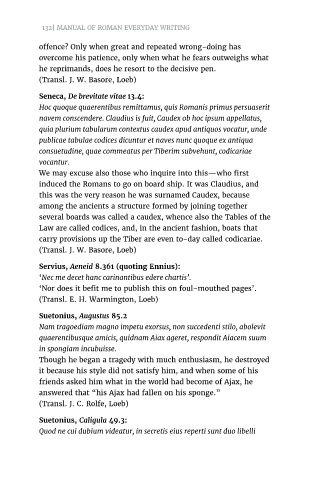 132| MANUAL OF ROMAN EVERYDAY WRITING
offence? Only when great and repeated wrong-doing has
overcome his patience, only when what he fears outweighs what
he reprimands, does he resort to the decisive pen.
(Transl. J. W. Basore, Loeb)
Seneca, De brevitate vitae 13.4:
Hoc quoque quaerentibus remittamus, quis Romanis primus persuaserit
navem conscendere. Claudius is fuit, Caudex ob hoc ipsum appellatus,
quia plurium tabularum contextus caudex apud antiquos vocatur, unde
publicae tabulae codices dicuntur et naves nunc quoque ex antiqua
consuetudine, quae commeatus per Tiberim subvehunt, codicariae
vocantur.
We may excuse also those who inquire into this—who first
induced the Romans to go on board ship. It was Claudius, and
this was the very reason he was surnamed Caudex, because
among the ancients a structure formed by joining together
several boards was called a caudex, whence also the Tables of the
Law are called codices, and, in the ancient fashion, boats that
carry provisions up the Tiber are even to-day called codicariae.
(Transl. J. W. Basore, Loeb)
Servius, Aeneid 8.361 (quoting Ennius):
'Nec me decet hanc carinantibus edere chartis'.
'Nor does it befit me to publish this on foul-mouthed pages'.
(Transl. E. H. Warmington, Loeb)
Suetonius, Augustus 85.2
Nam tragoediam magno impetu exorsus, non succedenti stilo, abolevit
quaerentibusque amicis, quidnam Aiax ageret, respondit Aiacem suum
in spongiam incubuisse.
Though he began a tragedy with much enthusiasm, he destroyed
it because his style did not satisfy him, and when some of his
friends asked him what in the world had become of Ajax, he
answered that "his Ajax had fallen on his sponge."
(Transl. J. C. Rolfe, Loeb)
Suetonius, Caligula 49.3:
Quod ne cui dubium videatur, in secretis eius reperti sunt duo libelli